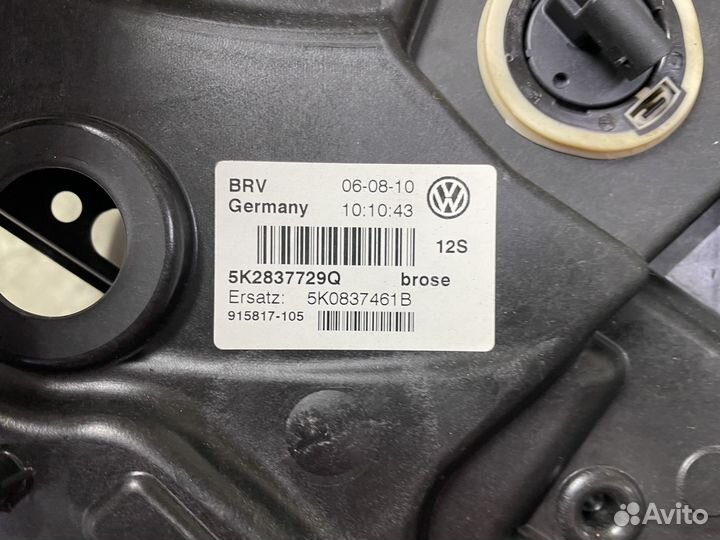 BRV 06-08-10
Germany 10:10:43
12S
5K2837729Q brose
Ersatz: 5K0837461B
915817-105
Avito